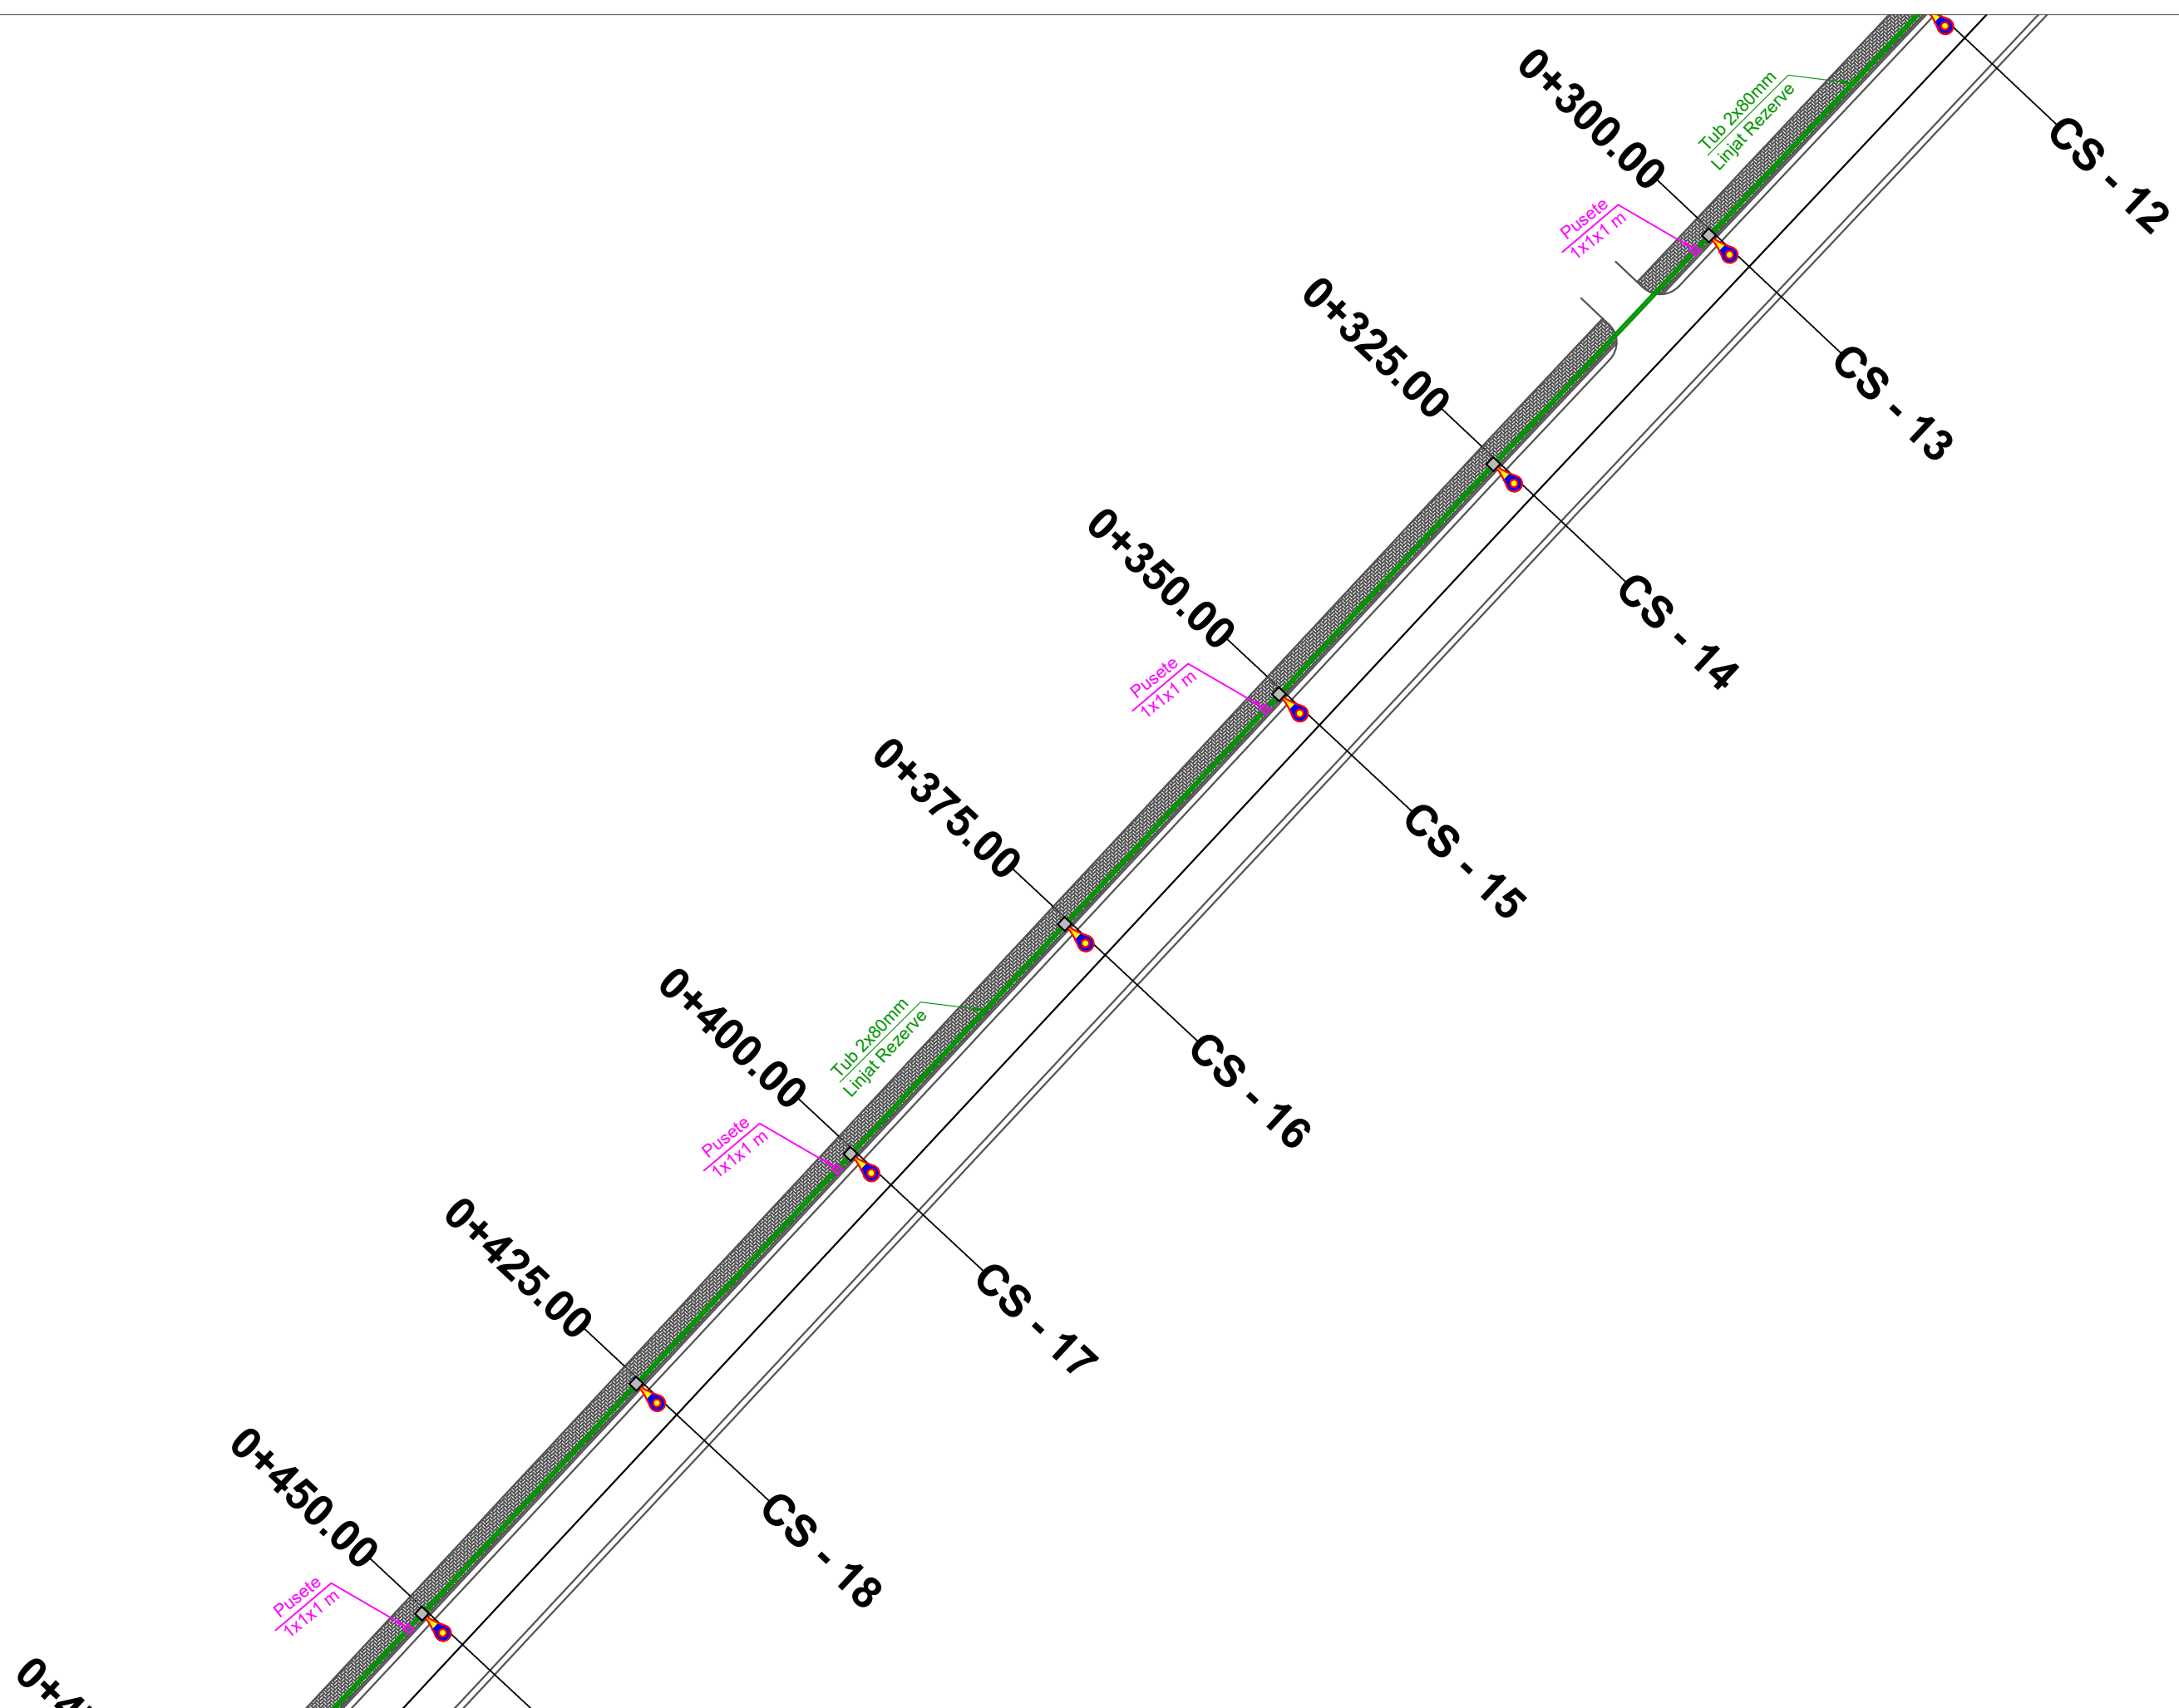 CS - 12
0+300.00
Tub 2x80mm
Linjat Rezerve
Pusete
1x1x1 m
CS - 13
0+325.00
CS - 14
0+350.00
Pusete
1x1x1 m
CS - 15
0+375.00
CS - 16
0+400.00
Tub 2x80mm
Linjat Rezerve
Pusete
1x1x1 m
CS - 17
0+425.00
CS - 18
0+450.00
Pusete
1x1x1 m
0+4